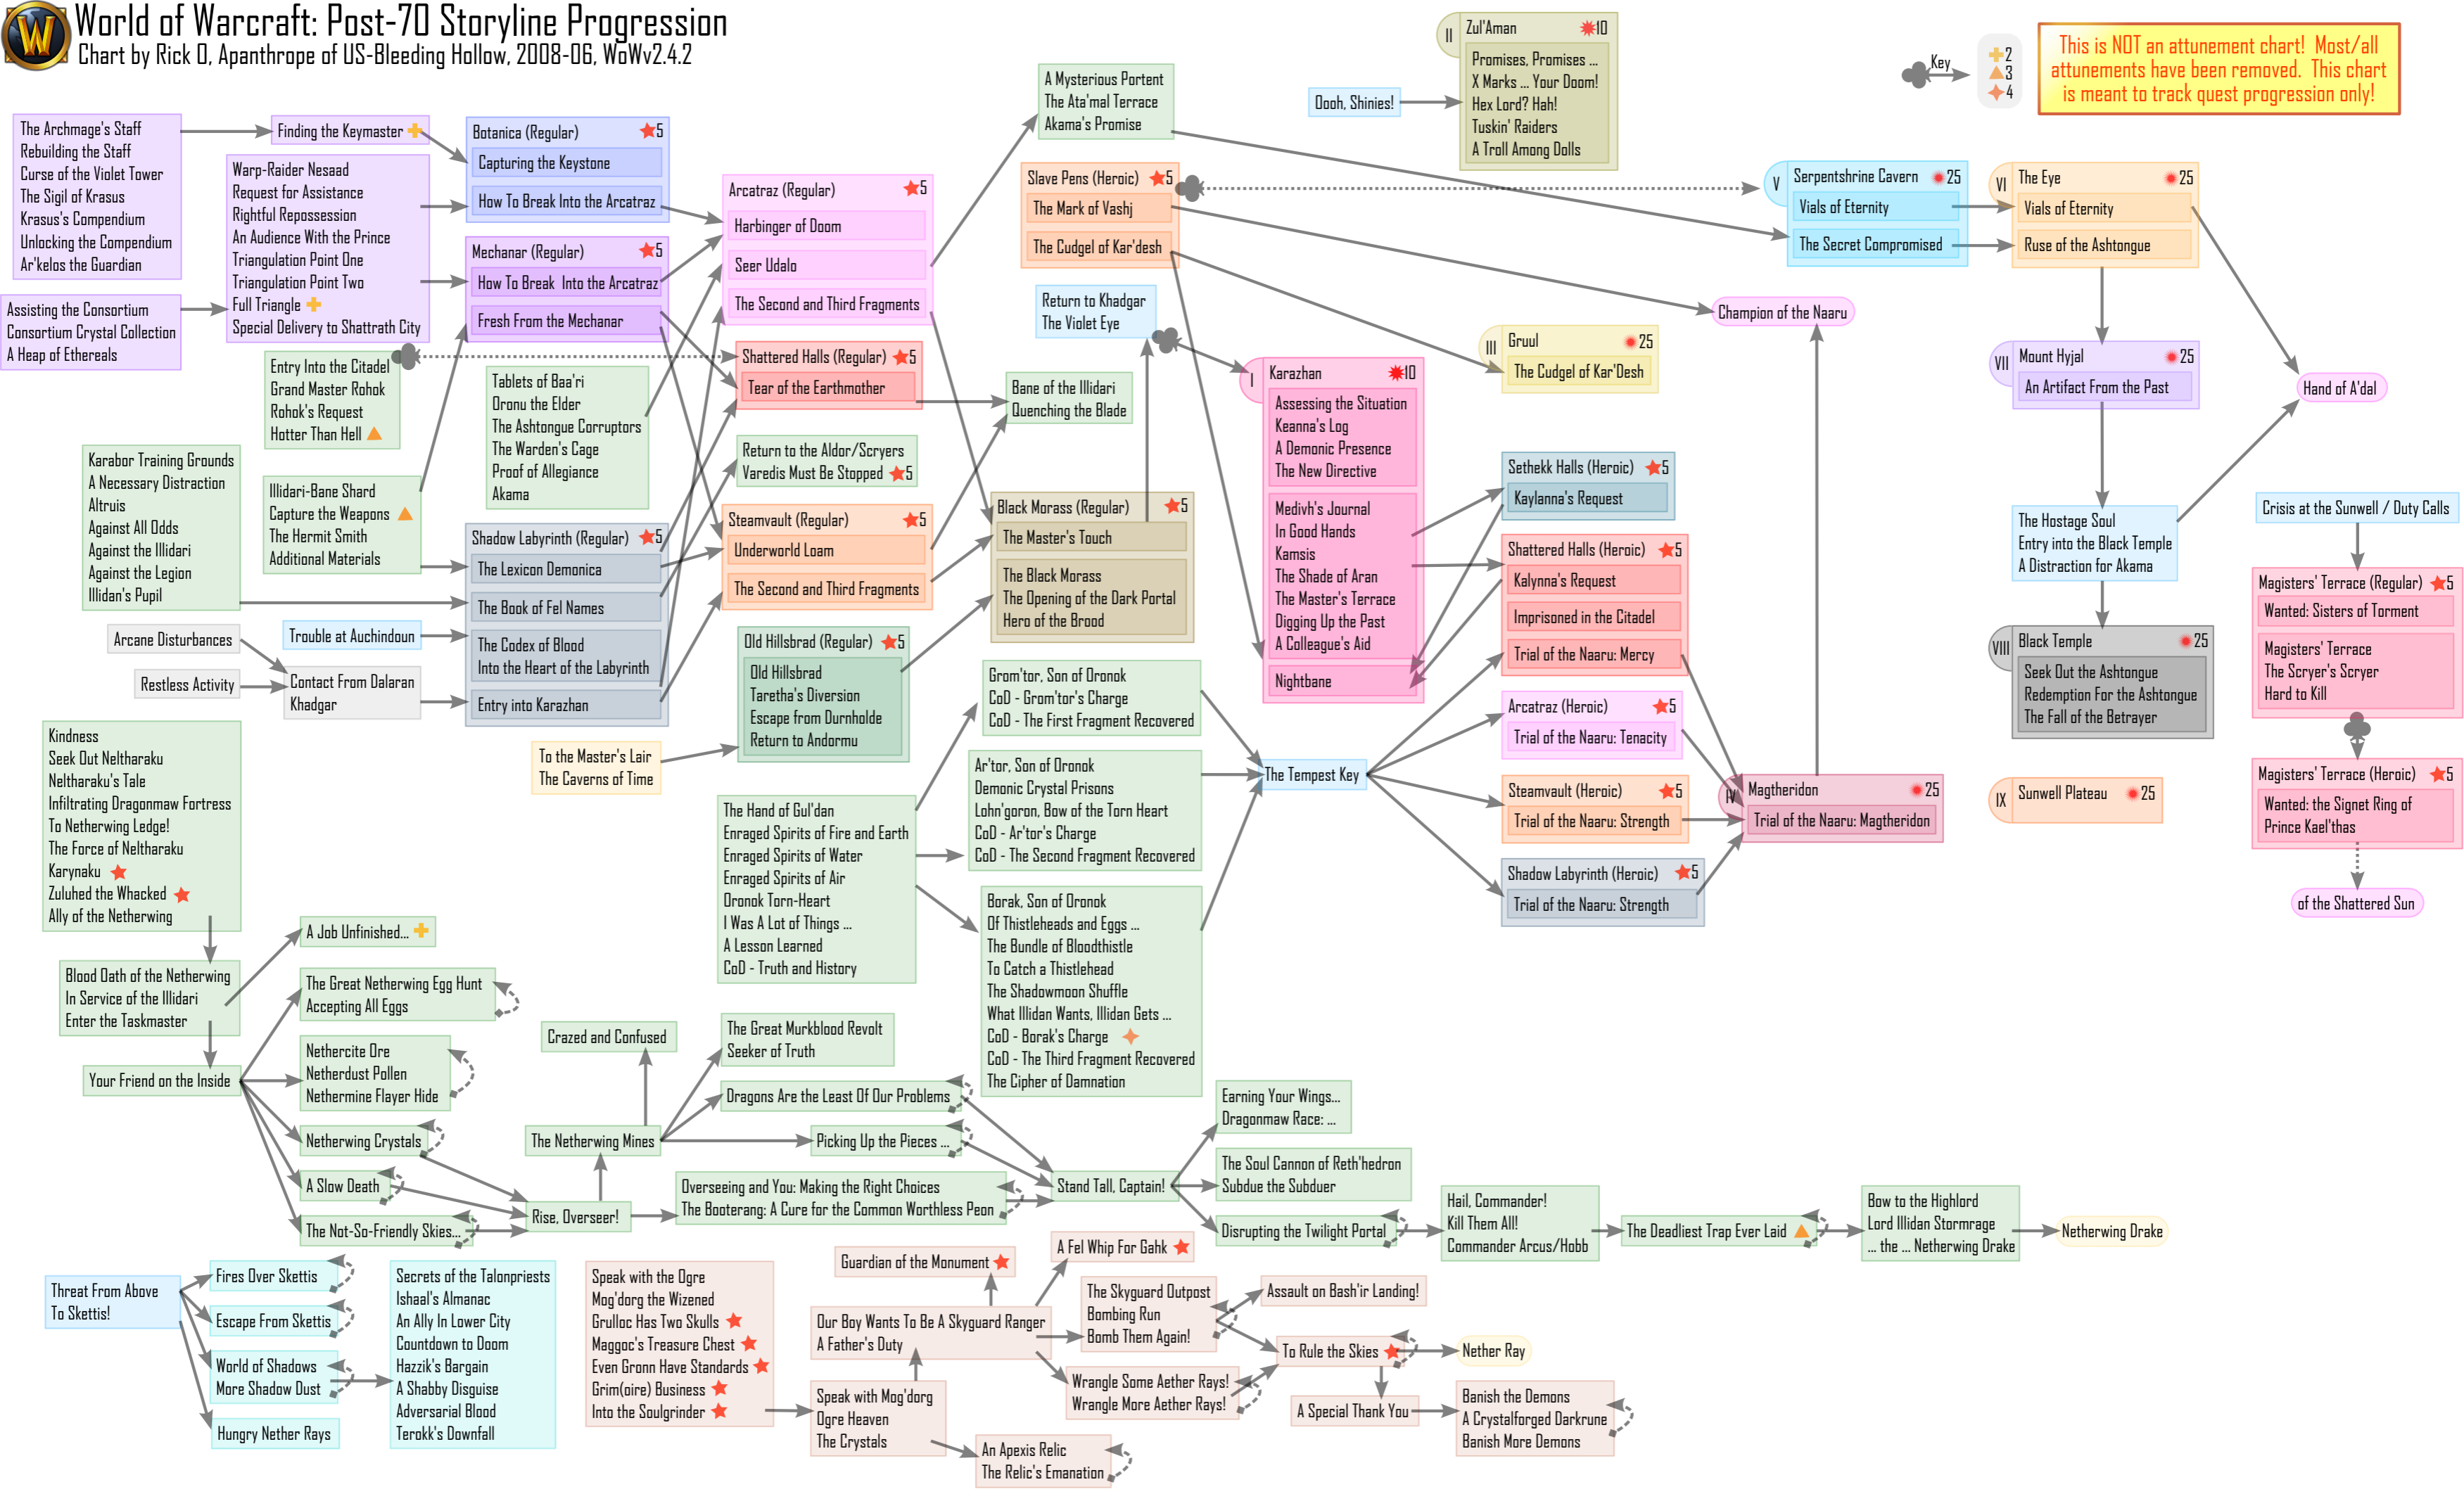 World of Warcraft: Post-70 Storyline Progression
Chart by Rick O, Apanthrope of US-Bleeding Hollow, 2008-06, WoWv2.4.2
W
Key
2
3
4
This is NOT an attunement chart! Most/all
attunements have been removed. This chart
is meant to track quest progression only!
The Archmage's Staff
Rebuilding the Staff
Curse of the Violet Tower
The Sigil of Krasus
Krasus's Compendium
Unlocking the Compendium
Ar'kelos the Guardian
Assisting the Consortium
Consortium Crystal Collection
A Heap of Ethereals
Finding the Keymaster
Warp-Raider Nesaad
Request for Assistance
Rightful Repossession
An Audience With the Prince
Triangulation Point One
Triangulation Point Two
Full Triangle
Special Delivery to Shattrath City
Entry Into the Citadel
Grand Master Rohok
Rohok's Request
Hotter Than Hell
Karabor Training Grounds
A Necessary Distraction
Altruis
Against All Odds
Against the Illidari
Against the Legion
Illidan's Pupil
Illidari-Bane Shard
Capture the Weapons
The Hermit Smith
Additional Materials
Arcane Disturbances
Trouble at Auchindoun
Restless Activity
Contact From Dalaran
Khadgar
Botanica (Regular) 5
Capturing the Keystone
How To Break Into the Arcatraz
Mechanar (Regular) 5
How To Break Into the Arcatraz
Fresh From the Mechanar
Tablets of Baa'ri
Oronu the Elder
The Ashtongue Corruptors
The Warden's Cage
Proof of Allegiance
Akama
Shadow Labyrinth (Regular) 5
The Lexicon Demonica
The Book of Fel Names
The Codex of Blood
Into the Heart of the Labyrinth
Entry into Karazhan
To the Master's Lair
The Caverns of Time
Arcatraz (Regular) 5
Harbinger of Doom
Seer Udalo
The Second and Third Fragments
Shattered Halls (Regular) 5
Tear of the Earthmother
Return to the Aldor/Scryers
Varedis Must Be Stopped 5
Steamvault (Regular) 5
Underworld Loam
The Second and Third Fragments
Old Hillsbrad (Regular) 5
Old Hillsbrad
Taretha's Diversion
Escape from Durnholde
Return to Andormu
A Mysterious Portent
The Ata'mal Terrace
Akama's Promise
Slave Pens (Heroic) 5
The Mark of Vashj
The Cudgel of Kar'desh
Return to Khadgar
The Violet Eye
Bane of the Illidari
Quenching the Blade
Black Morass (Regular) 5
The Master's Touch
The Black Morass
The Opening of the Dark Portal
Hero of the Brood
Oooh, Shinies!
II
Zul'Aman 10
Promises, Promises ...
X Marks ... Your Doom!
Hex Lord? Hah!
Tuskin' Raiders
A Troll Among Dolls
I
Karazhan 10
Assessing the Situation
Keanna's Log
A Demonic Presence
The New Directive
Medivh's Journal
In Good Hands
Kamsis
The Shade of Aran
The Master's Terrace
Digging Up the Past
A Colleague's Aid
Nightbane
III
Gruul 25
The Cudgel of Kar'Desh
Sethekk Halls (Heroic) 5
Kaylanna's Request
Shattered Halls (Heroic) 5
Kalynna's Request
Imprisoned in the Citadel
Trial of the Naaru: Mercy
Arcatraz (Heroic) 5
Trial of the Naaru: Tenacity
Steamvault (Heroic) 5
Trial of the Naaru: Strength
Shadow Labyrinth (Heroic) 5
Trial of the Naaru: Strength
Champion of the Naaru
IV
Magtheridon 25
Trial of the Naaru: Magtheridon
V
Serpentshrine Cavern 25
Vials of Eternity
The Secret Compromised
VI
The Eye 25
Vials of Eternity
Ruse of the Ashtongue
VII
Mount Hyjal 25
An Artifact From the Past
Hand of A'dal
The Hostage Soul
Entry into the Black Temple
A Distraction for Akama
VIII
Black Temple 25
Seek Out the Ashtongue
Redemption For the Ashtongue
The Fall of the Betrayer
IX
Sunwell Plateau 25
Crisis at the Sunwell / Duty Calls
Magisters' Terrace (Regular) 5
Wanted: Sisters of Torment
Magisters' Terrace
The Scryer's Scryer
Hard to Kill
Magisters' Terrace (Heroic) 5
Wanted: the Signet Ring of
Prince Kael'thas
of the Shattered Sun
The Hand of Gul'dan
Enraged Spirits of Fire and Earth
Enraged Spirits of Water
Enraged Spirits of Air
Oronok Torn-Heart
I Was A Lot of Things ...
A Lesson Learned
CoD - Truth and History
Grom'tor, Son of Oronok
CoD - Grom'tor's Charge
CoD - The First Fragment Recovered
Ar'tor, Son of Oronok
Demonic Crystal Prisons
Lohn'goron, Bow of the Torn Heart
CoD - Ar'tor's Charge
CoD - The Second Fragment Recovered
Borak, Son of Oronok
Of Thistleheads and Eggs ...
The Bundle of Bloodthistle
To Catch a Thistlehead
The Shadowmoon Shuffle
What Illidan Wants, Illidan Gets ...
CoD - Borak's Charge
CoD - The Third Fragment Recovered
The Cipher of Damnation
The Tempest Key
Kindness
Seek Out Neltharaku
Neltharaku's Tale
Infiltrating Dragonmaw Fortress
To Netherwing Ledge!
The Force of Neltharaku
Karynaku
Zuluhed the Whacked
Ally of the Netherwing
Blood Oath of the Netherwing
In Service of the Illidari
Enter the Taskmaster
Your Friend on the Inside
A Job Unfinished...
The Great Netherwing Egg Hunt
Accepting All Eggs
Nethercite Ore
Netherdust Pollen
Nethermine Flayer Hide
Netherwing Crystals
A Slow Death
The Not-So-Friendly Skies...
Crazed and Confused
The Netherwing Mines
Rise, Overseer!
The Great Murkblood Revolt
Seeker of Truth
Dragons Are the Least Of Our Problems
Picking Up the Pieces ...
Overseeing and You: Making the Right Choices
The Booterang: A Cure for the Common Worthless Peon
Stand Tall, Captain!
Earning Your Wings...
Dragonmaw Race: ...
The Soul Cannon of Reth'hedron
Subdue the Subduer
Disrupting the Twilight Portal
Hail, Commander!
Kill Them All!
Commander Arcus/Hobb
The Deadliest Trap Ever Laid
Bow to the Highlord
Lord Illidan Stormrage
... the ... Netherwing Drake
Netherwing Drake
Threat From Above
To Skettis!
Fires Over Skettis
Escape From Skettis
World of Shadows
More Shadow Dust
Hungry Nether Rays
Secrets of the Talonpriests
Ishaal's Almanac
An Ally In Lower City
Countdown to Doom
Hazzik's Bargain
A Shabby Disguise
Adversarial Blood
Terokk's Downfall
Speak with the Ogre
Mog'dorg the Wizened
Grulloc Has Two Skulls
Maggoc's Treasure Chest
Even Gronn Have Standards
Grim(oire) Business
Into the Soulgrinder
Guardian of the Monument
A Fel Whip For Gahk
Our Boy Wants To Be A Skyguard Ranger
A Father's Duty
Speak with Mog'dorg
Ogre Heaven
The Crystals
An Apexis Relic
The Relic's Emanation
The Skyguard Outpost
Bombing Run
Bomb Them Again!
Wrangle Some Aether Rays!
Wrangle More Aether Rays!
Assault on Bash'ir Landing!
To Rule the Skies
Nether Ray
A Special Thank You
Banish the Demons
A Crystalforged Darkrune
Banish More Demons